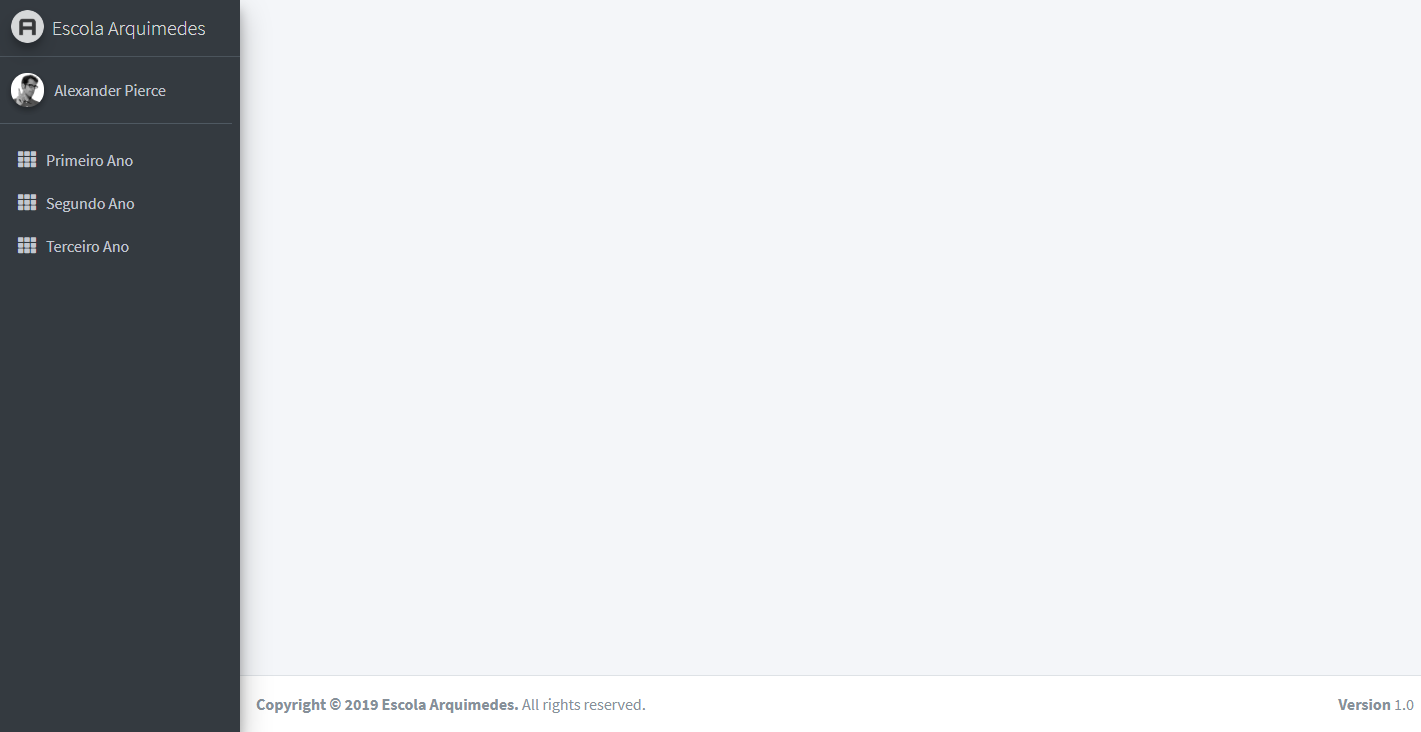 Escola Arquimedes
Alexander Pierce
Primeiro Ano
Segundo Ano
Terceiro Ano
Copyright © 2019 Escola Arquimedes. All rights reserved.
Version 1.0